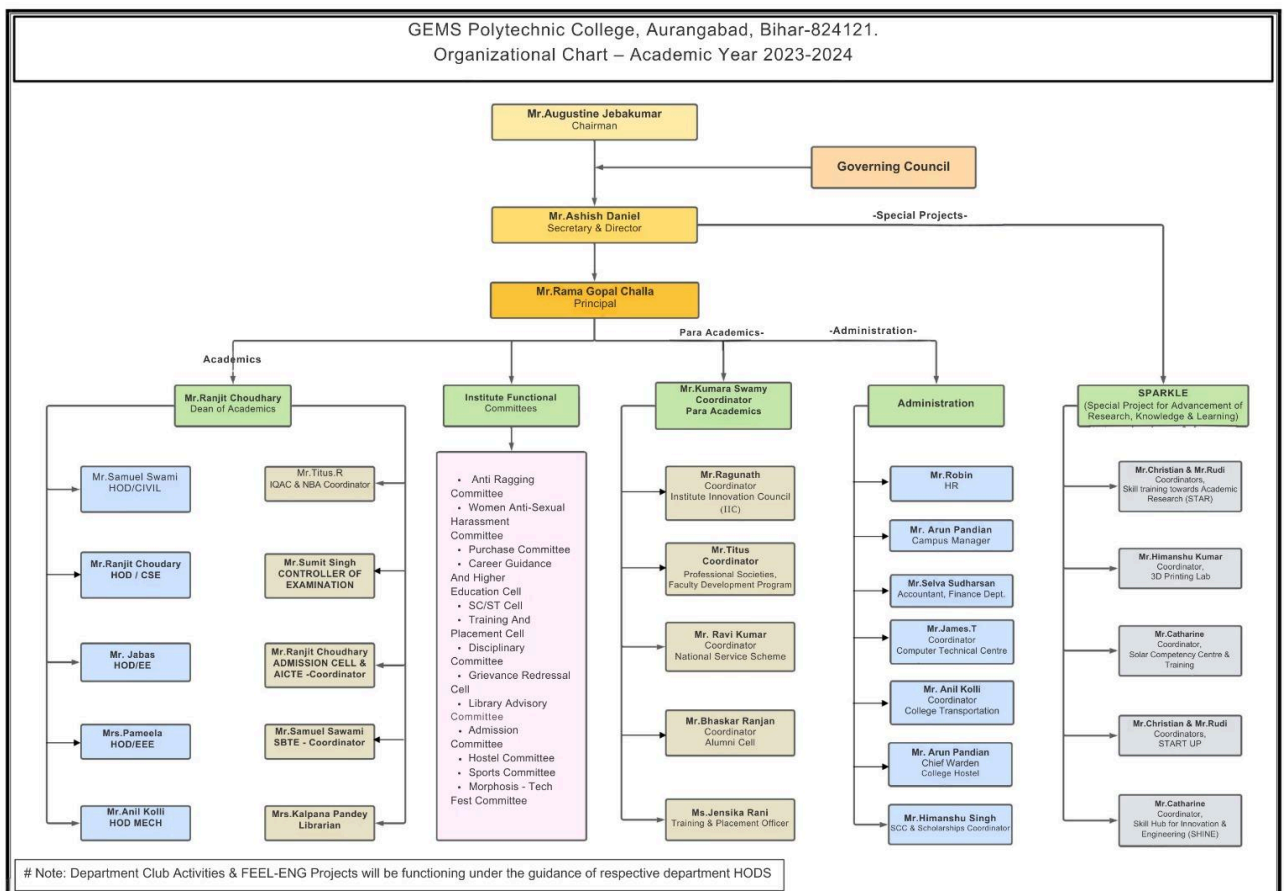 GEMS Polytechnic College, Aurangabad, Bihar-824121.
Organizational Chart – Academic Year 2023-2024
Mr.Augustine Jebakumar
Chairman
Governing Council
Mr.Ashish Daniel
Secretary & Director
-Special Projects-
Mr.Rama Gopal Challa
Principal
Academics
Para Academics-
-Administration-
Mr.Ranjit Choudhary
Dean of Academics
Institute Functional
Committees
Mr.Kumara Swamy
Coordinator
Para Academics
Administration
SPARKLE
(Special Project for Advancement of
Research, Knowledge & Learning)
Mr.Samuel Swami
HOD/CIVIL
Mr.Ranjit Choudary
HOD / CSE
Mr. Jabas
HOD/EE
Mrs.Pameela
HOD/EEE
Mr.Anil Kolli
HOD MECH
Mr.Titus.R
IQAC & NBA Coordinator
Mr.Sumit Singh
CONTROLLER OF
EXAMINATION
Mr.Ranjit Choudhary
ADMISSION CELL &
AICTE -Coordinator
Mr.Samuel Sawami
SBTE - Coordinator
Mrs.Kalpana Pandey
Librarian
• Anti Ragging
Committee
• Women Anti-Sexual
Harassment
Committee
• Purchase Committee
• Career Guidance
And Higher
Education Cell
• SC/ST Cell
• Training And
Placement Cell
• Disciplinary
Committee
• Grievance Redressal
Cell
• Library Advisory
Committee
• Admission
Committee
• Hostel Committee
• Sports Committee
• Morphosis - Tech
Fest Committee
Mr.Ragunath
Coordinator
Institute Innovation Council
(IIC)
Mr.Titus
Coordinator
Professional Societies,
Faculty Development Program
Mr. Ravi Kumar
Coordinator
National Service Scheme
Mr.Bhaskar Ranjan
Coordinator
Alumni Cell
Ms.Jensika Rani
Training & Placement Officer
Mr.Robin
HR
Mr. Arun Pandian
Campus Manager
Mr.Selva Sudharsan
Accountant, Finance Dept.
Mr.James.T
Coordinator
Computer Technical Centre
Mr. Anil Kolli
Coordinator
College Transportation
Mr. Arun Pandian
Chief Warden
College Hostel
Mr.Himanshu Singh
SCC & Scholarships Coordinator
Mr.Christian & Mr.Rudi
Coordinators,
Skill training towards Academic
Research (STAR)
Mr.Himanshu Kumar
Coordinator,
3D Printing Lab
Mr.Catharine
Coordinator,
Solar Competency Centre &
Training
Mr.Christian & Mr.Rudi
Coordinators,
START UP
Mr.Catharine
Coordinator,
Skill Hub for Innovation &
Engineering (SHINE)
# Note: Department Club Activities & FEEL-ENG Projects will be functioning under the guidance of respective department HODS